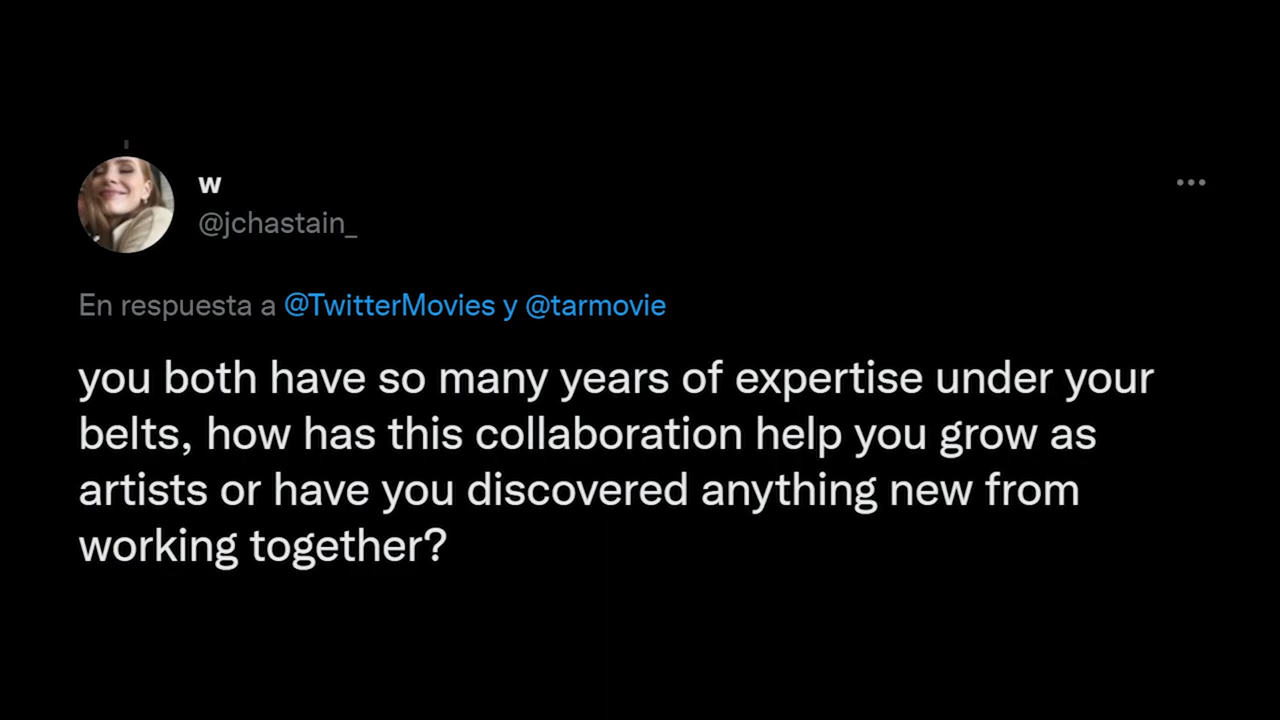 w
@jchastain_
En respuesta a @TwitterMovies y @tarmovie
you both have so many years of expertise under your
belts, how has this collaboration help you grow as
artists or have you discovered anything new from
working together?